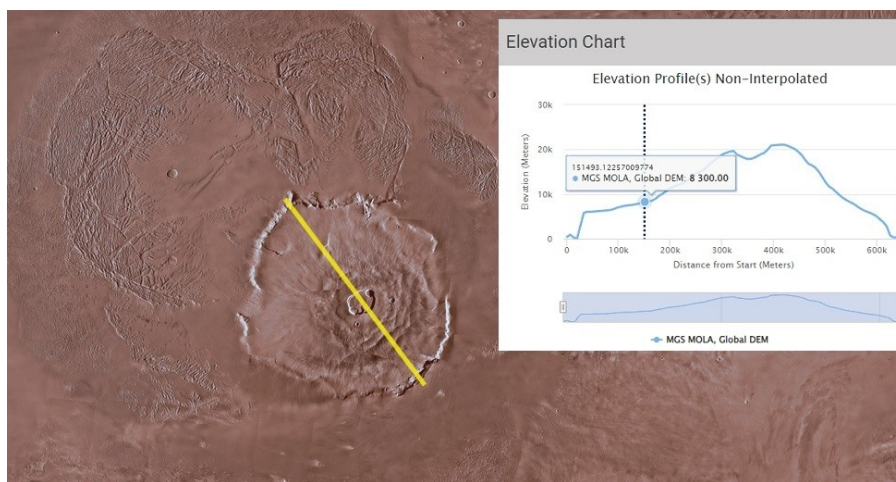 Elevation Chart
Elevation Profile(s) Non-Interpolated
30k
20k
10k
0
Elevation (Meters)
151493.12257009774
MGS MOLA, Global DEM: 8 300.00
0 100k 200k 300k 400k 500k 600k
Distance from Start (Meters)
MGS MOLA, Global DEM